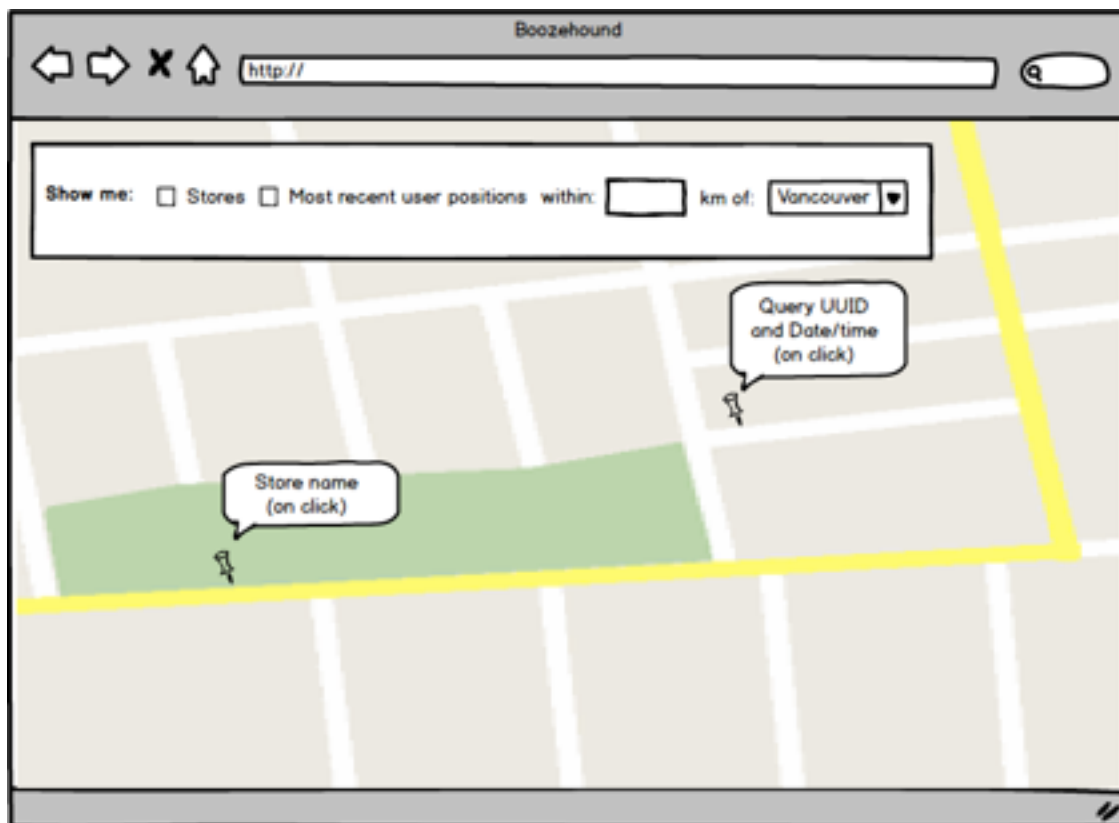 Boozehound
http://
Show me: Stores Most recent user positions within: km of: Vancouver
Query UUID
and Date/time
(on click)
Store name
(on click)